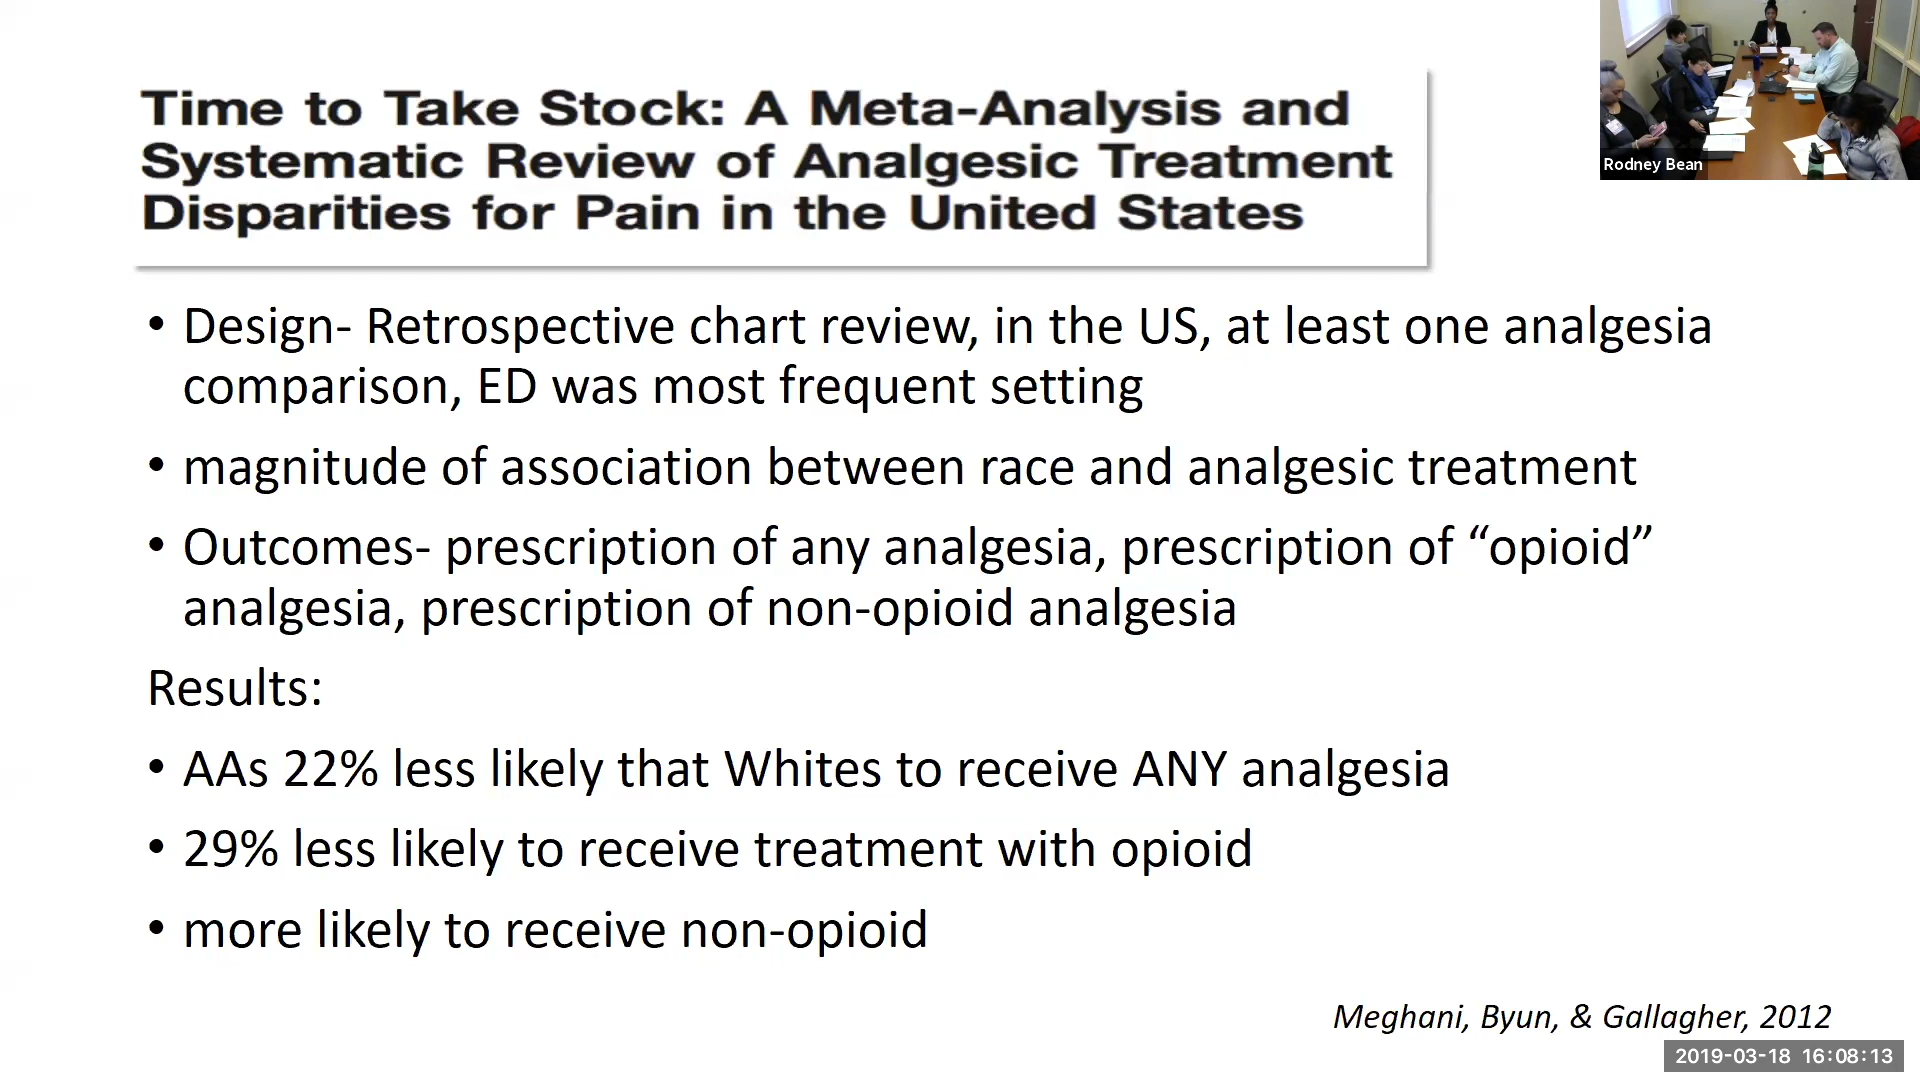 Time to Take Stock: A Meta-Analysis and
Systematic Review of Analgesic Treatment
Disparities for Pain in the United States
Rodney Bean
• Design- Retrospective chart review, in the US, at least one analgesia
comparison, ED was most frequent setting
• magnitude of association between race and analgesic treatment
• Outcomes- prescription of any analgesia, prescription of “opioid”
analgesia, prescription of non-opioid analgesia
Results:
• AAs 22% less likely that Whites to receive ANY analgesia
• 29% less likely to receive treatment with opioid
• more likely to receive non-opioid
Meghani, Byun, & Gallagher, 2012
2019-03-18 16:08:13